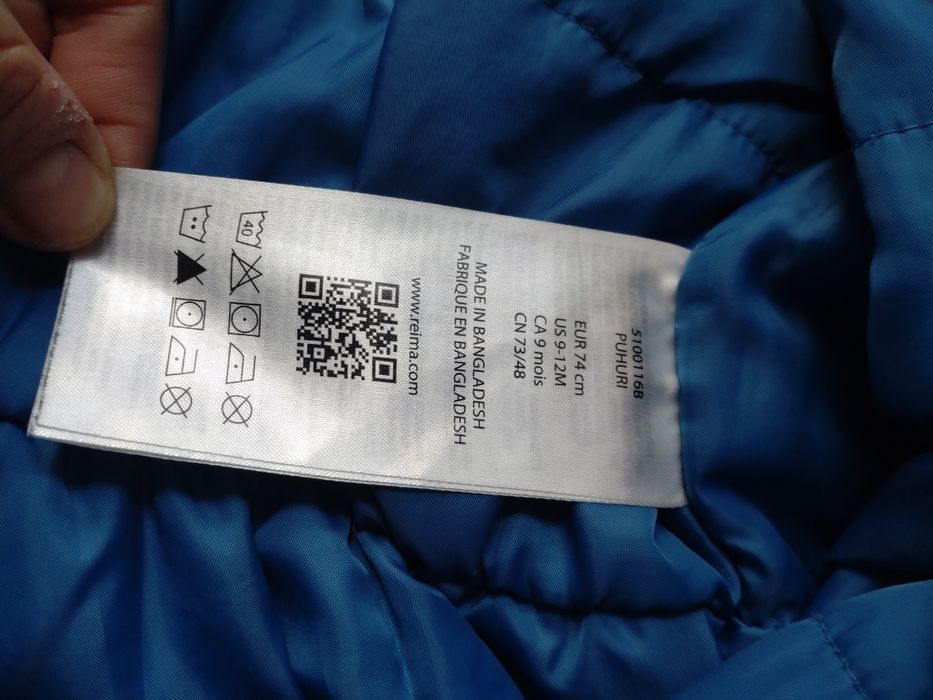 5100116B
PUHURI
EUR 74 cm
US 9-12M
CA 9 mois
CN 73/48
MADE IN BANGLADESH
FABRIQUE EN BANGLADESH
www.reima.com
40